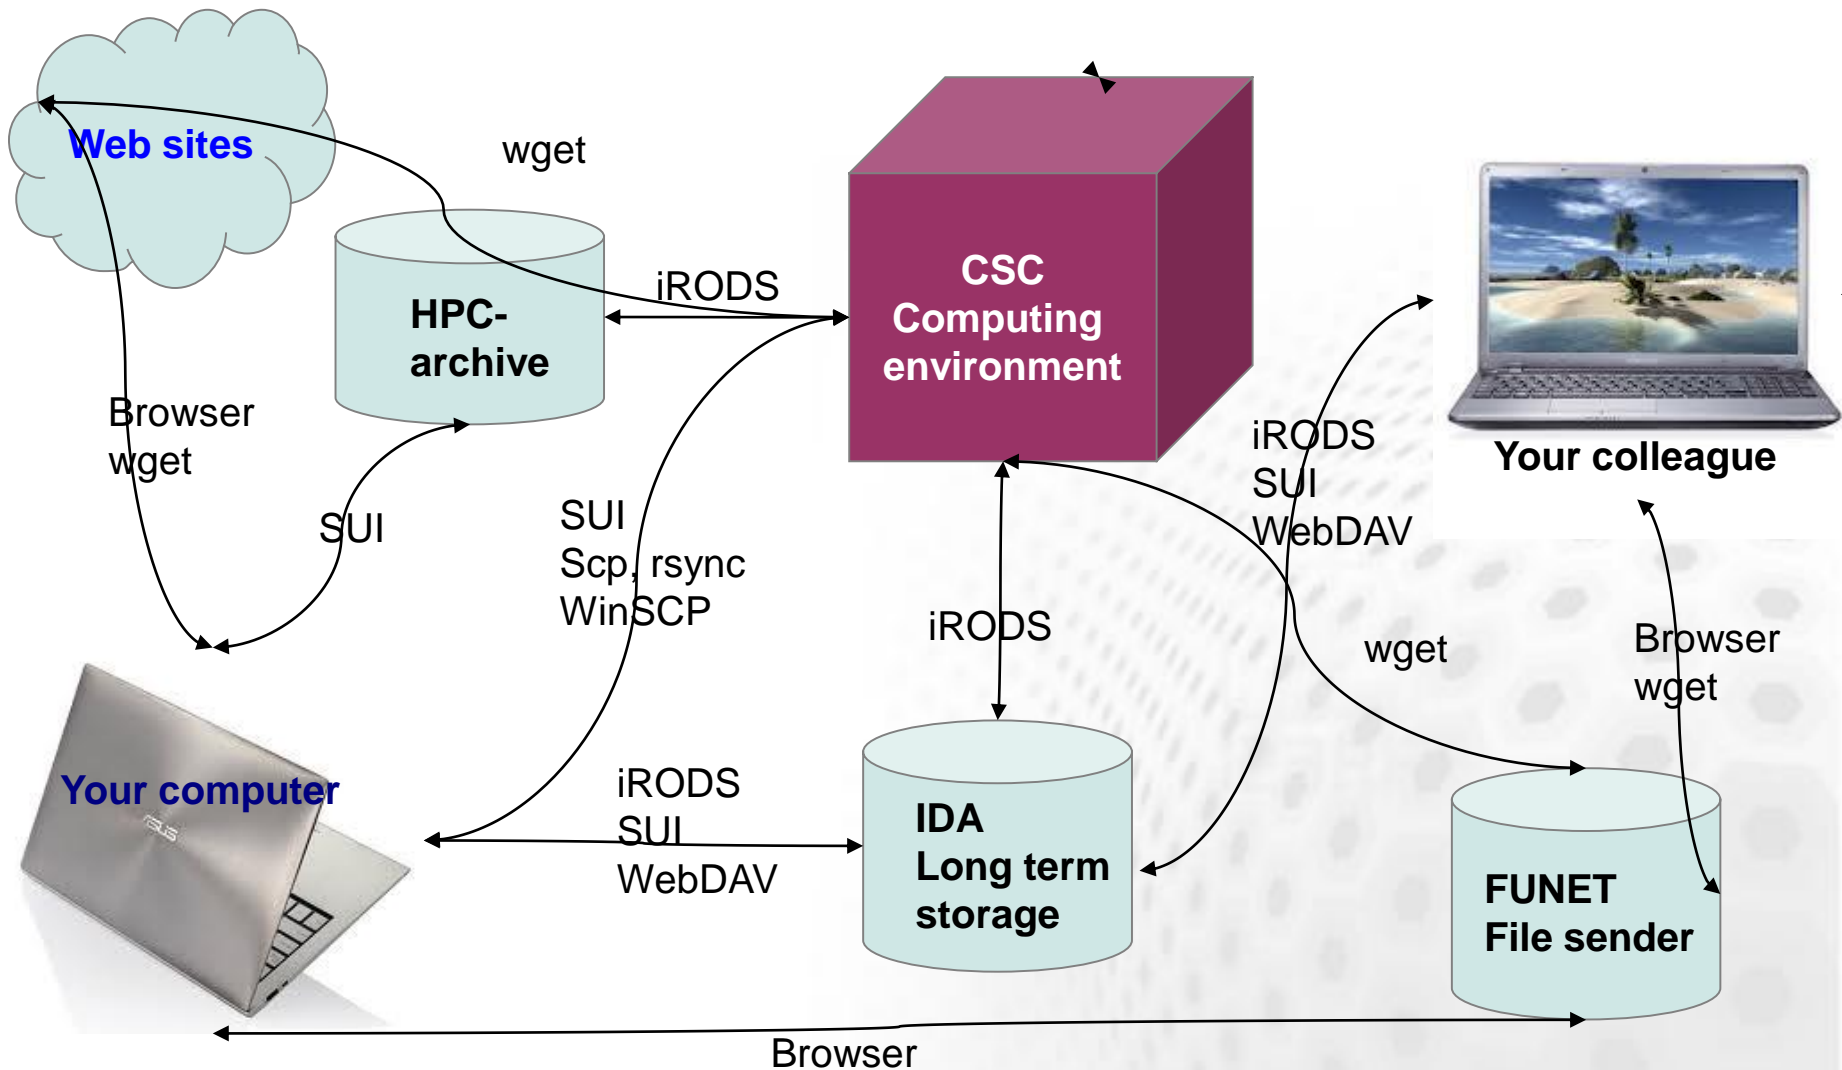 Web sites
wget
iRODS
HPC-
archive
CSC
Computing
environment
Browser
wget
SUI
SUI
Scp, rsync
WinSCP
iRODS
SUI
WebDAV
Your colleague
iRODS
wget
Browser
wget
Your computer
ASUS
iRODS
SUI
WebDAV
IDA
Long term
storage
FUNET
File sender
Browser